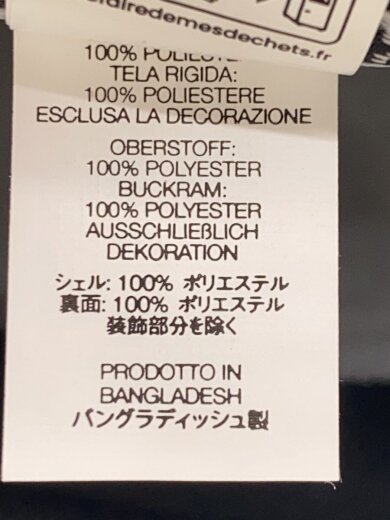 airedemesdechets.fr
100% POLIESTE
TELA RIGIDA:
100% POLIESTERE
ESCLUSA LA DECORAZIONE
OBERSTOFF:
100% POLYESTER
BUCKRAM:
100% POLYESTER
AUSSCHLIEßLICH
DEKORATION
シェル: 100% ポリエステル
裏面: 100% ポリエステル
装飾部分を除く
PRODOTTO IN
BANGLADESH
バングラディッシュ製